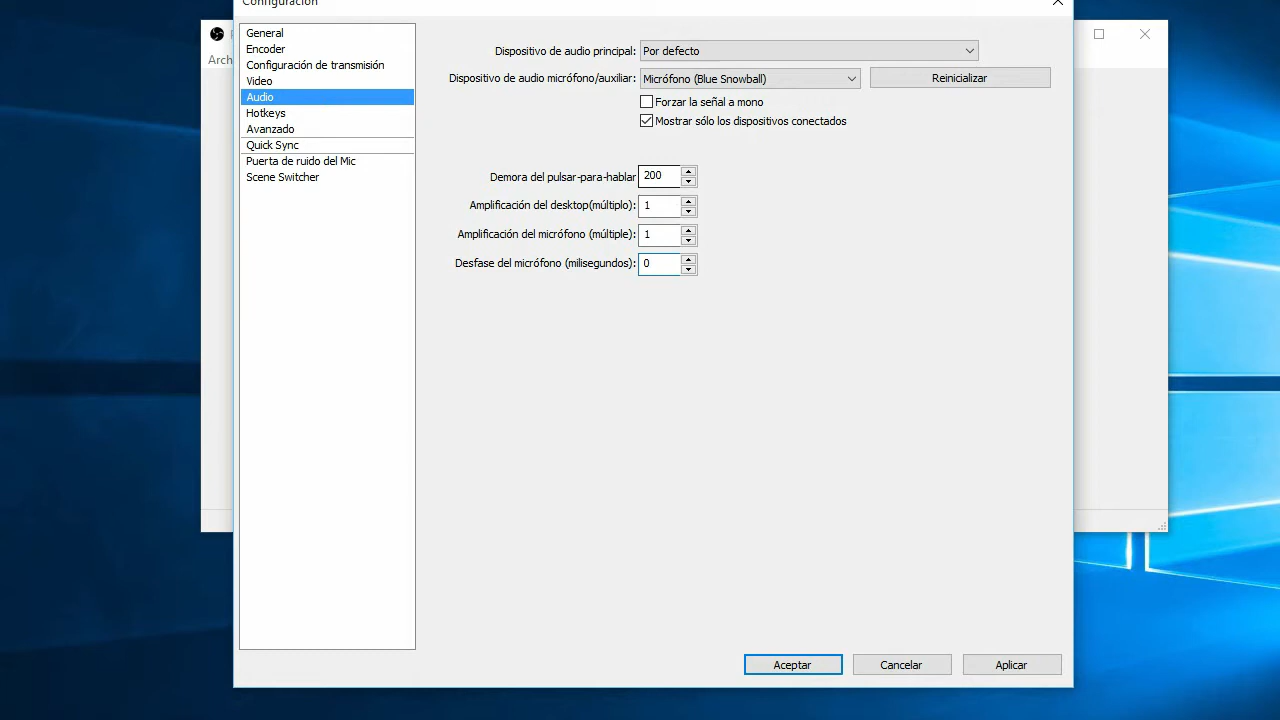 Configuración
Arch
General
Encoder
Configuración de transmisión
Video
Audio
Hotkeys
Avanzado
Quick Sync
Puerta de ruido del Mic
Scene Switcher
Dispositivo de audio principal: Por defecto
Dispositivo de audio micrófono/auxiliar: Micrófono (Blue Snowball) Reinicializar
Forzar la señal a mono
Mostrar sólo los dispositivos conectados
Demora del pulsar-para-hablar 200
Amplificación del desktop(múltiplo): 1
Amplificación del micrófono (múltiple): 1
Desfase del micrófono (milisegundos): 0
Aceptar Cancelar Aplicar